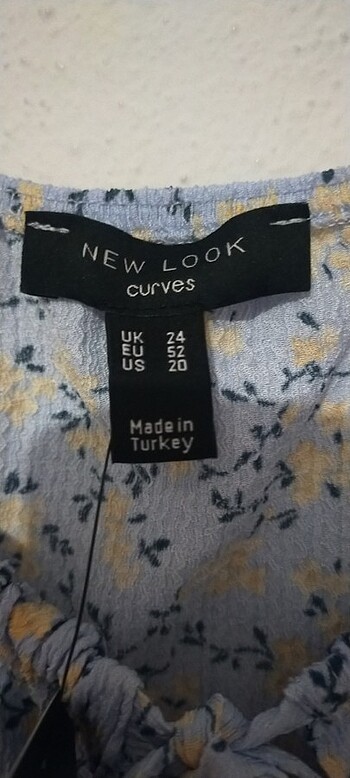 NEW LOOK
curves
UK 24
EU 52
US 20
Made in
Turkey